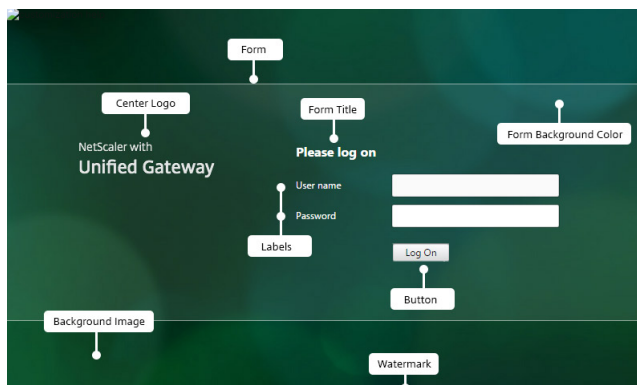 Form
Center Logo
Form Title
Form Background Color
NetScaler with
Unified Gateway
Please log on
User name
Password
Labels
Log On
Button
Background Image
Watermark